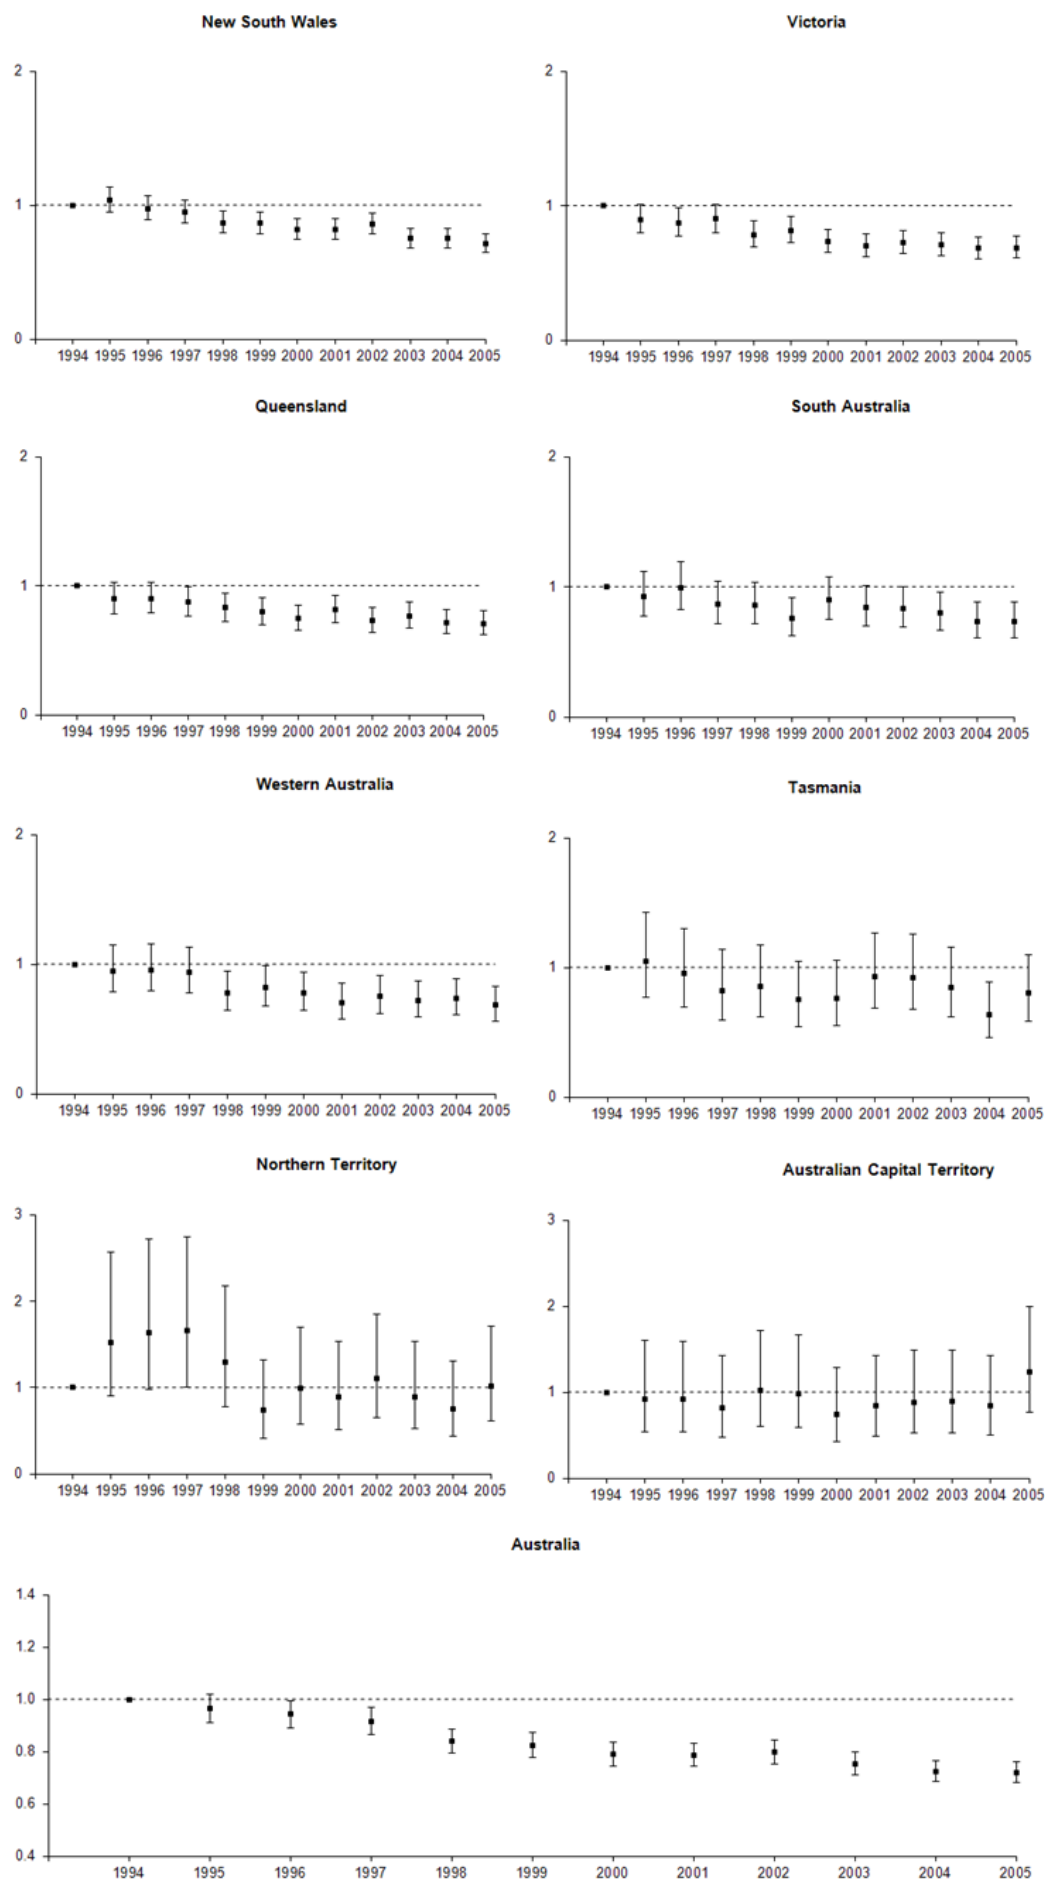 New South Wales
2
1
0
1994 1995 1996 1997 1998 1999 2000 2001 2002 2003 2004 2005
Victoria
2
1
0
1994 1995 1996 1997 1998 1999 2000 2001 2002 2003 2004 2005
Queensland
2
1
0
1994 1995 1996 1997 1998 1999 2000 2001 2002 2003 2004 2005
South Australia
2
1
0
1994 1995 1996 1997 1998 1999 2000 2001 2002 2003 2004 2005
Western Australia
2
1
0
1994 1995 1996 1997 1998 1999 2000 2001 2002 2003 2004 2005
Tasmania
2
1
0
1994 1995 1996 1997 1998 1999 2000 2001 2002 2003 2004 2005
Northern Territory
3
2
1
0
1994 1995 1996 1997 1998 1999 2000 2001 2002 2003 2004 2005
Australian Capital Territory
3
2
1
0
1994 1995 1996 1997 1998 1999 2000 2001 2002 2003 2004 2005
Australia
1.4
1.2
1.0
0.8
0.6
0.4
1994 1995 1996 1997 1998 1999 2000 2001 2002 2003 2004 2005